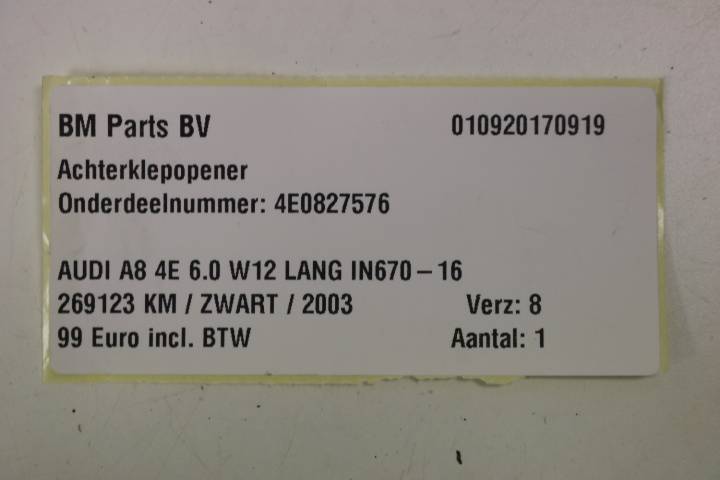 BM Parts BV 010920170919
Achterklepopener
Onderdeelnummer: 4E0827576
AUDI A8 4E 6.0 W12 LANG IN670-16
269123 KM / ZWART / 2003 Verz: 8
99 Euro incl. BTW Aantal: 1